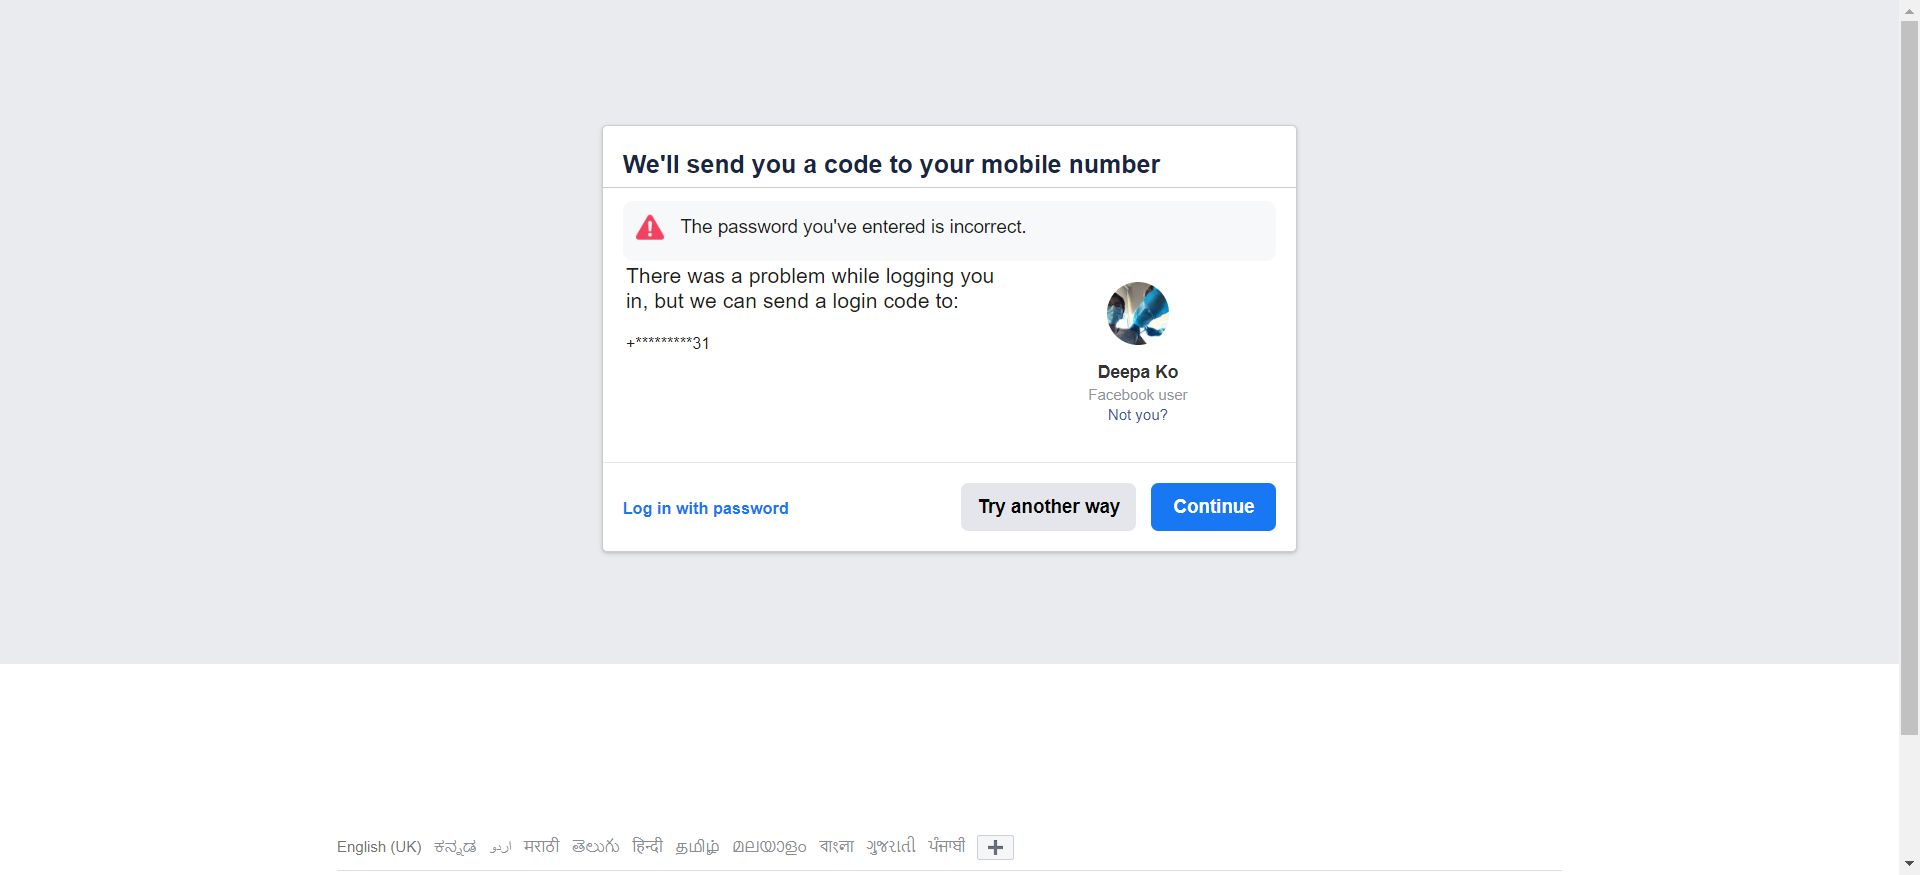 We'll send you a code to your mobile number
The password you've entered is incorrect.
There was a problem while logging you
in, but we can send a login code to:
+*********31
Deepa Ko
Facebook user
Not you?
Log in with password
Try another way
Continue
English (UK) ಕನ್ನಡ اردو मराठी తెలుగు हिन्दी தமிழ் മലയാളം বাংলা ગુજરાતી ਪੰਜਾਬੀ